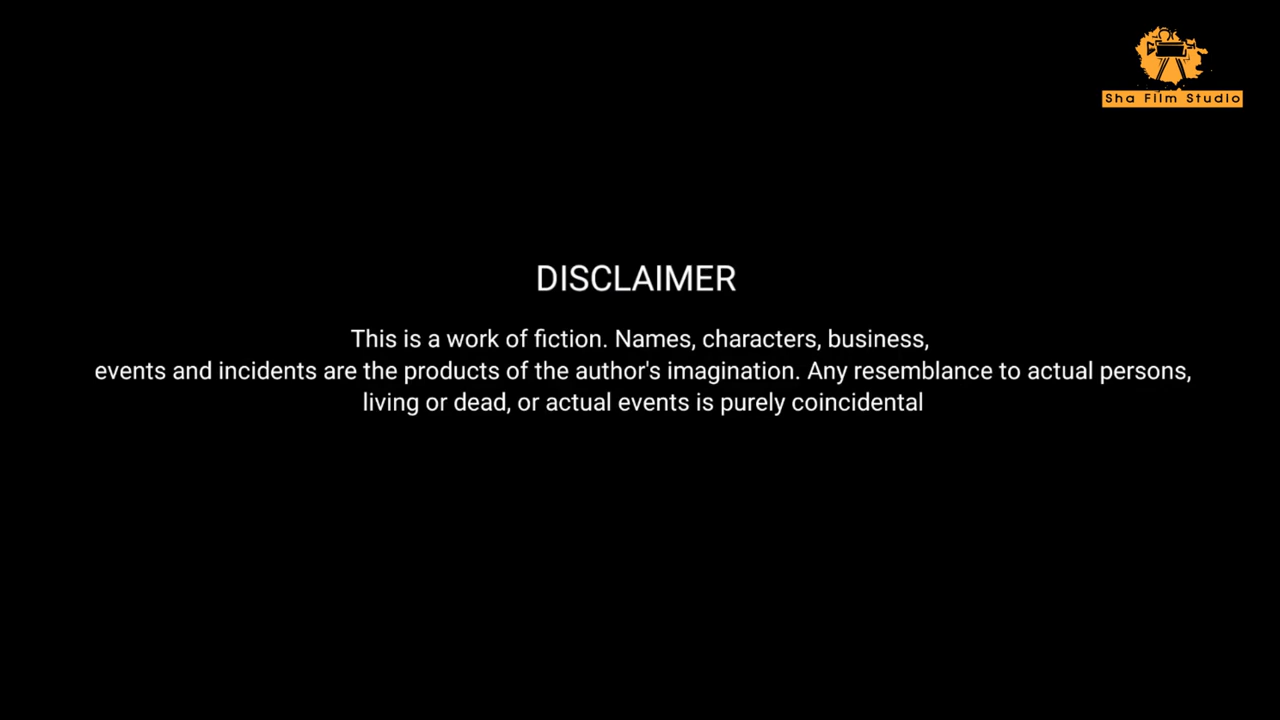 Sha Film Studio
DISCLAIMER
This is a work of fiction. Names, characters, business,
events and incidents are the products of the author's imagination. Any resemblance to actual persons,
living or dead, or actual events is purely coincidental